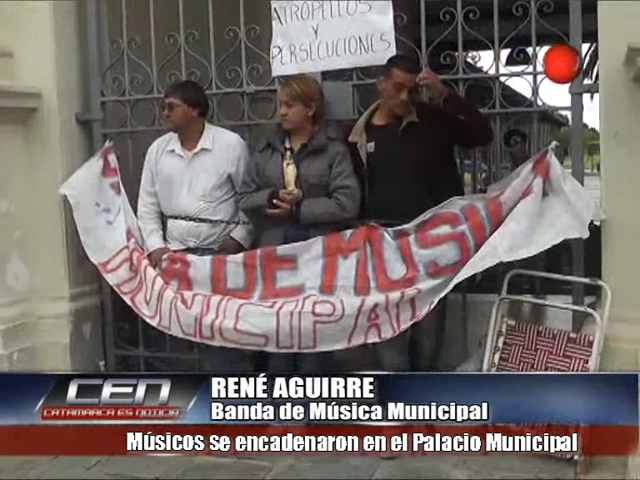 ATROPELLOS
Y
PERSECUCIONES
DE MUSICA
MUNICIPAL
CEN
CATAMARCA ES NOTICIA
RENÉ AGUIRRE
Banda de Música Municipal
Músicos se encadenaron en el Palacio Municipal